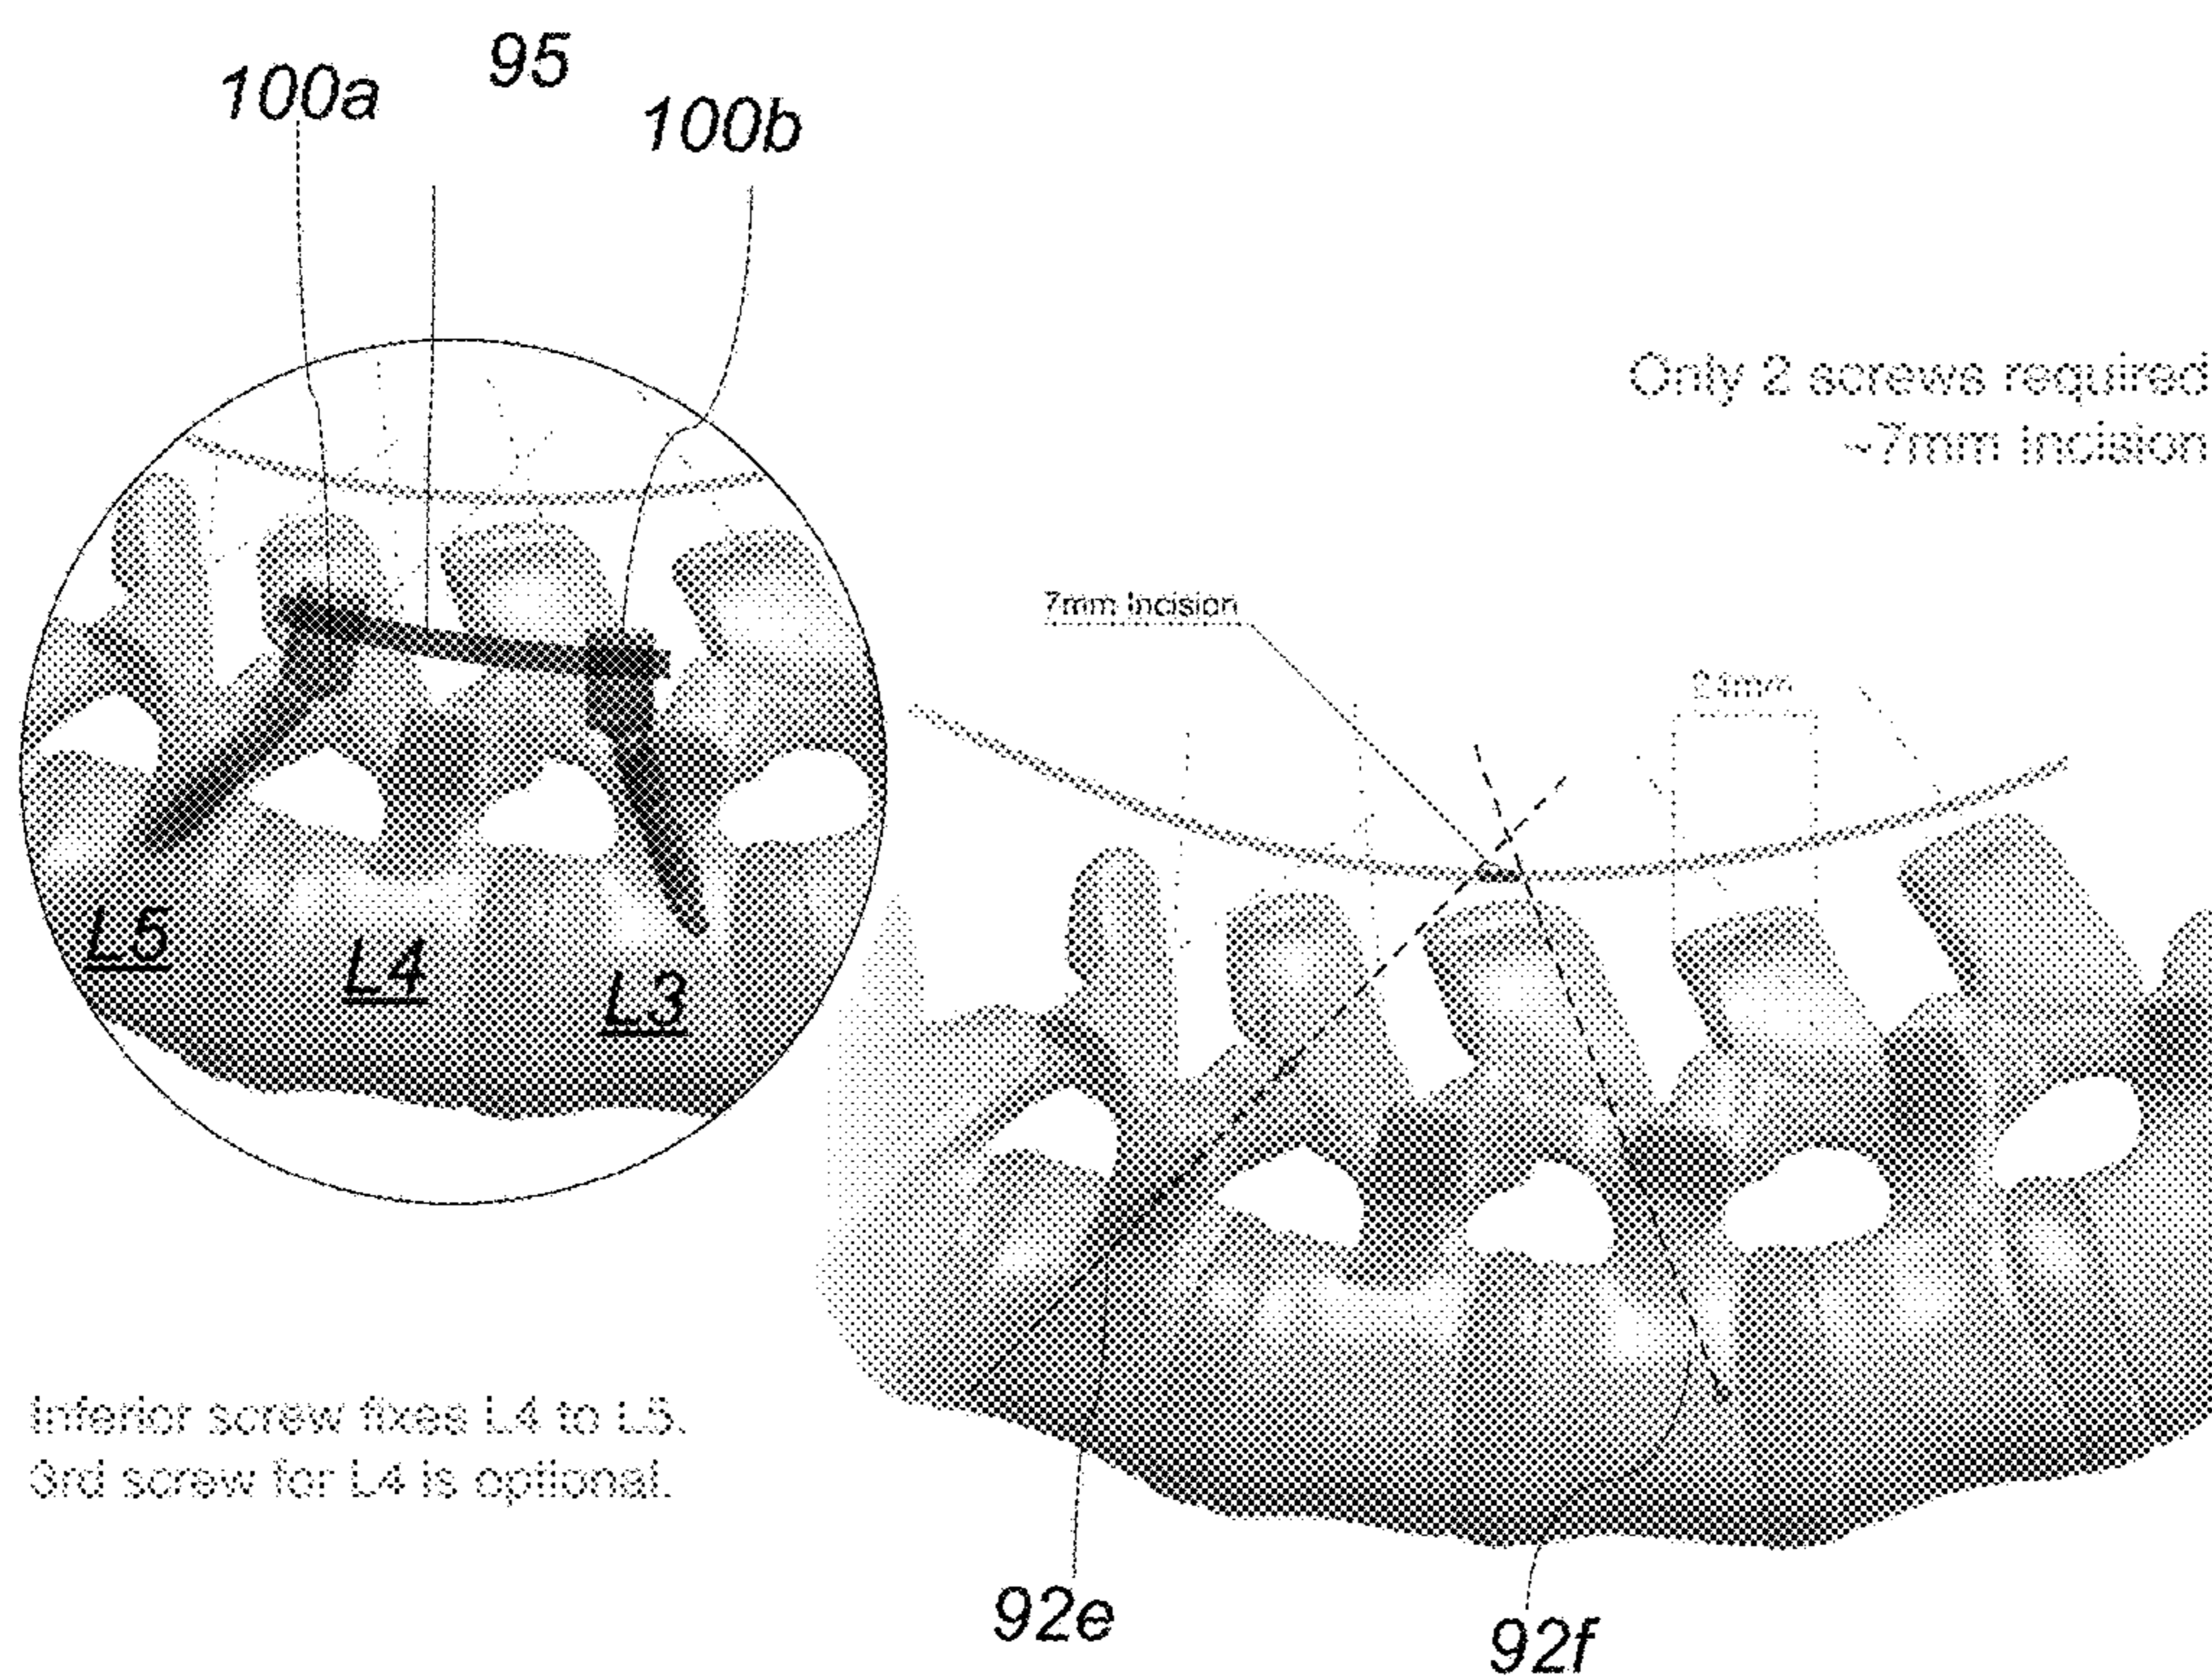 95
100a
100b
Only 2 screws required
~7mm Incision
7mm Incision
24mm
L5
L4
L3
Inferior screw fixes L4 to L5.
3rd screw for L4 is optional.
92e
92f